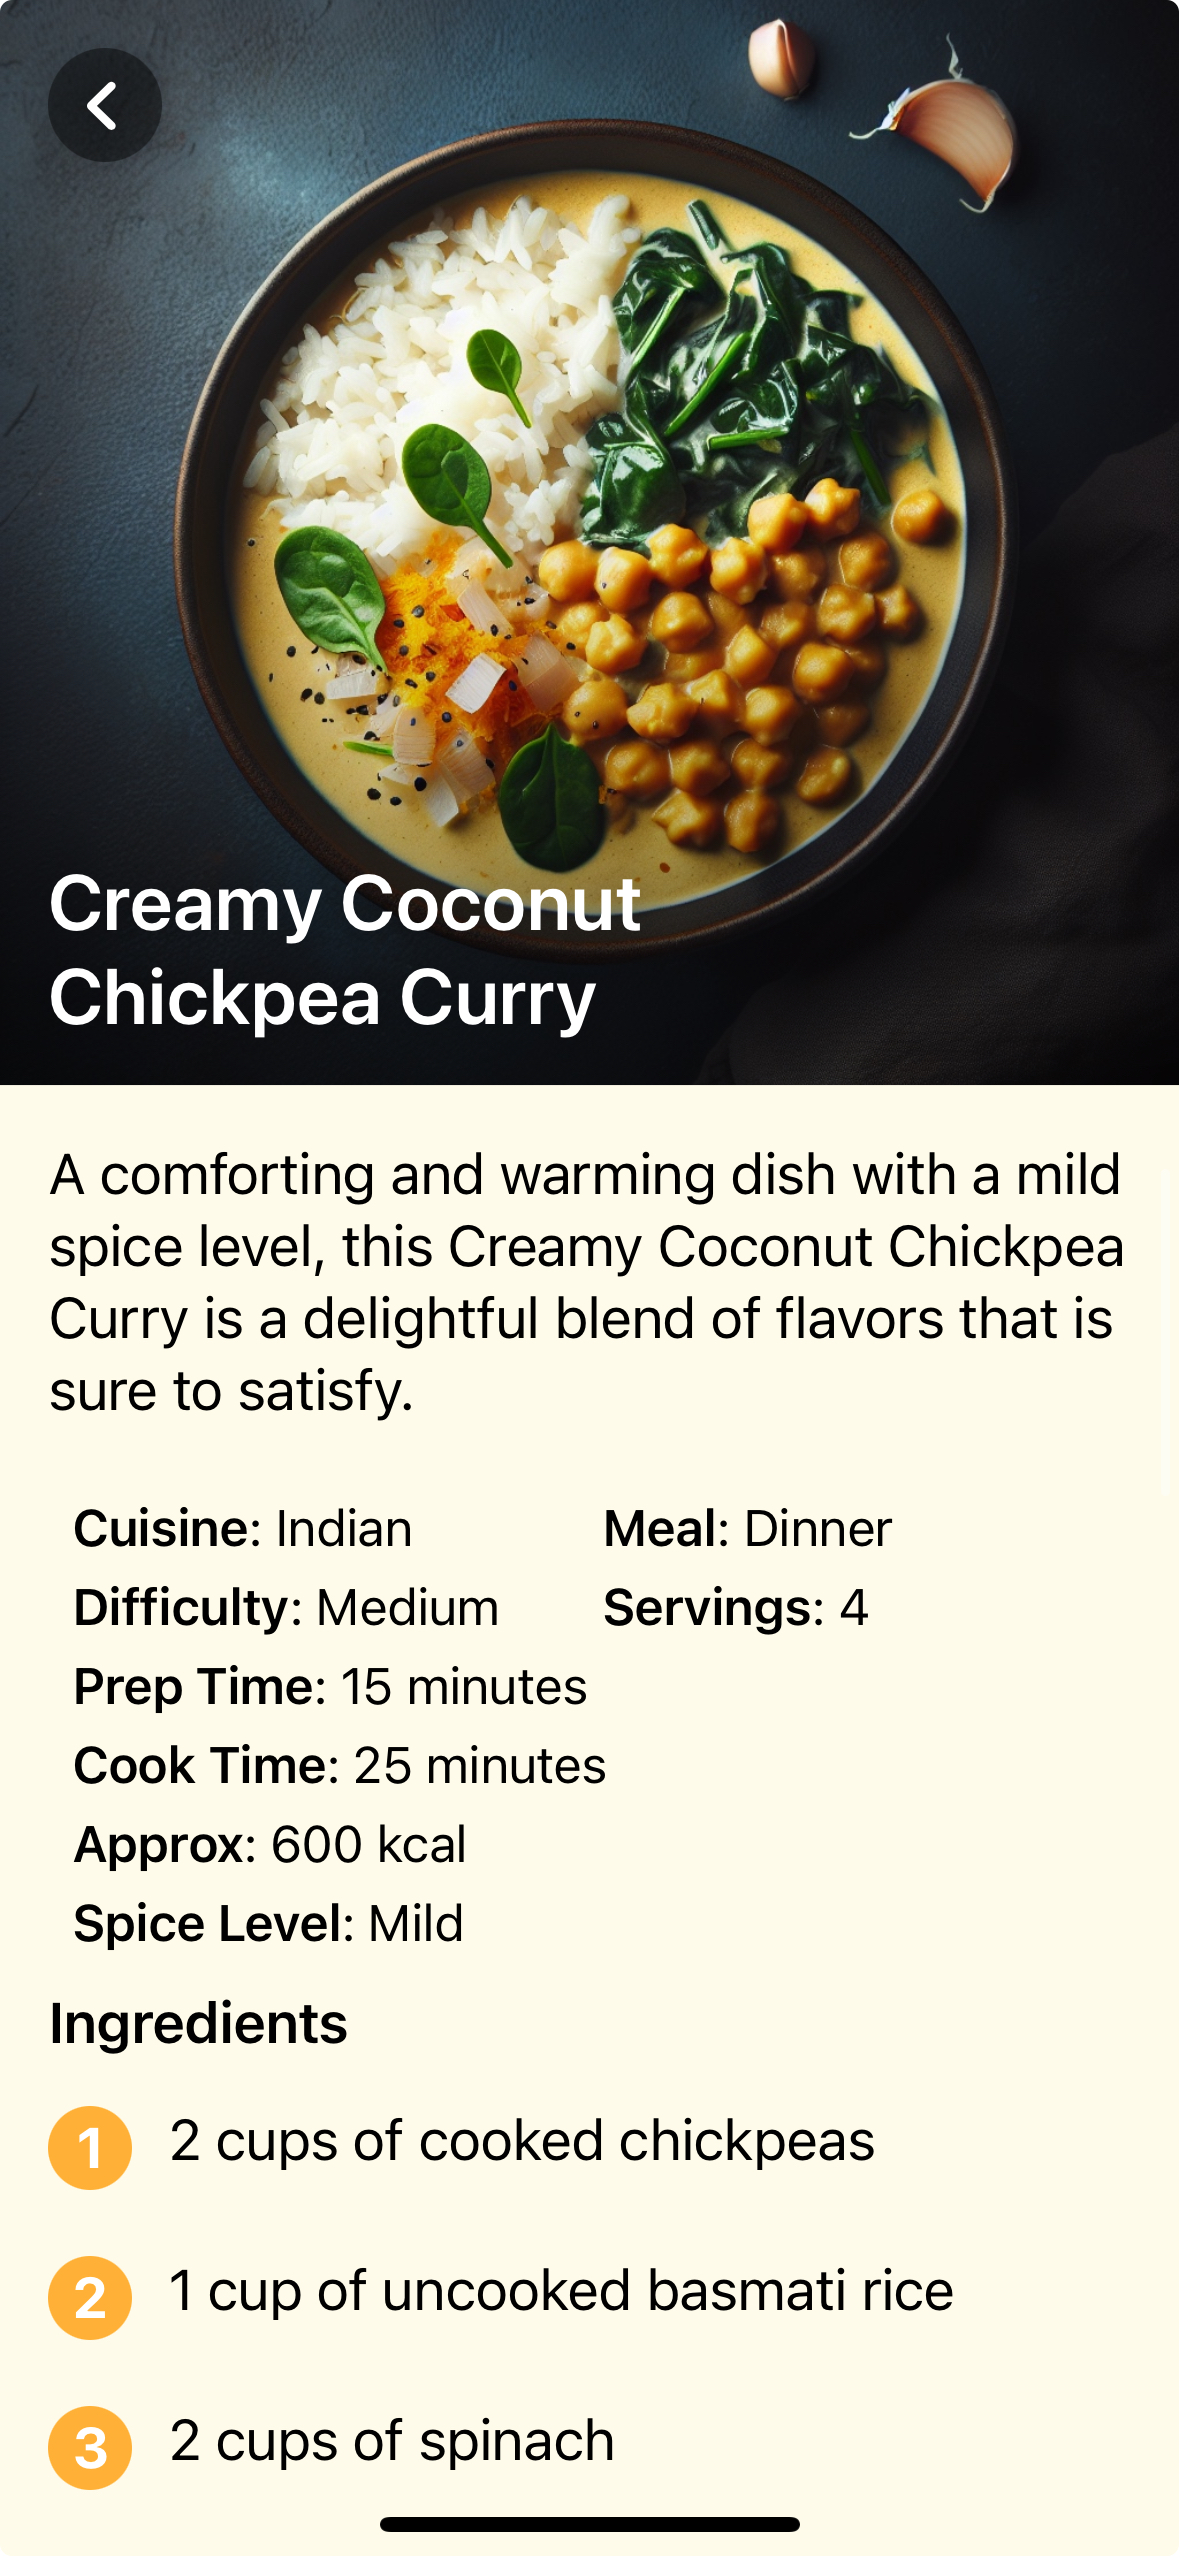 Creamy Coconut
Chickpea Curry
A comforting and warming dish with a mild
spice level, this Creamy Coconut Chickpea
Curry is a delightful blend of flavors that is
sure to satisfy.
Cuisine: Indian
Meal: Dinner
Difficulty: Medium
Servings: 4
Prep Time: 15 minutes
Cook Time: 25 minutes
Approx: 600 kcal
Spice Level: Mild
Ingredients
1 2 cups of cooked chickpeas
2 1 cup of uncooked basmati rice
3 2 cups of spinach